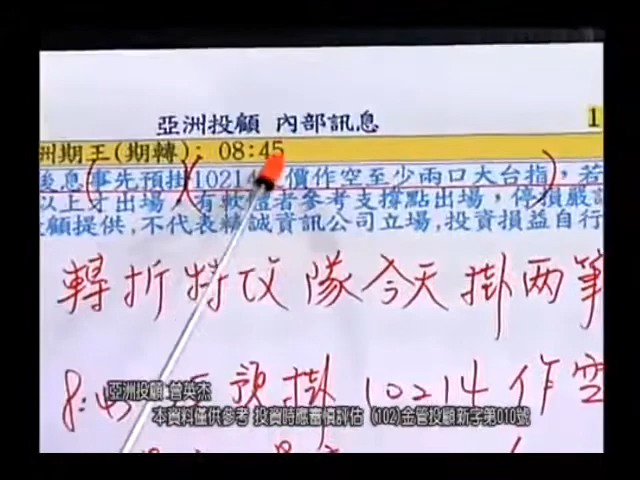 亞洲投顧 內部訊息
1
洲期王(期轉): 08:45
後息事先預掛10214 價作空至少兩口大台指, 若
以上才出場, 有軟體者參考支撐點出場, 停損嚴
顧提供, 不代表精誠資訊公司立場, 投資損益自行
轉折特攻隊今天掛两筆
8:45 預掛 10214 作空
亞洲投顧 曾英杰
本資料僅供參考 投資時應審慎評估 (102)金管投顧新字第010號